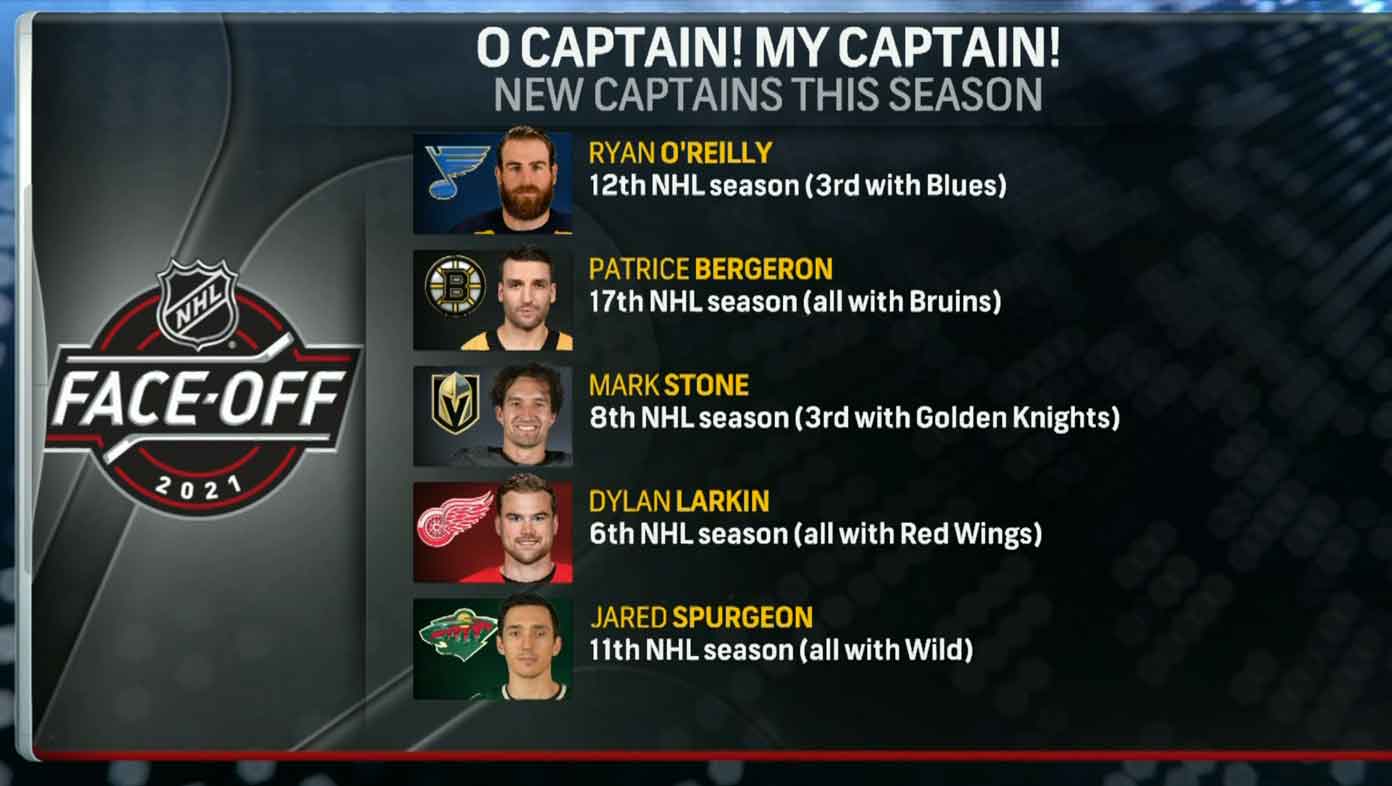 O CAPTAIN! MY CAPTAIN!
NEW CAPTAINS THIS SEASON
RYAN O'REILLY
12th NHL season (3rd with Blues)
B
PATRICE BERGERON
17th NHL season (all with Bruins)
MARK STONE
8th NHL season (3rd with Golden Knights)
DYLAN LARKIN
6th NHL season (all with Red Wings)
JARED SPURGEON
11th NHL season (all with Wild)
NHL
FACE-OFF
2021